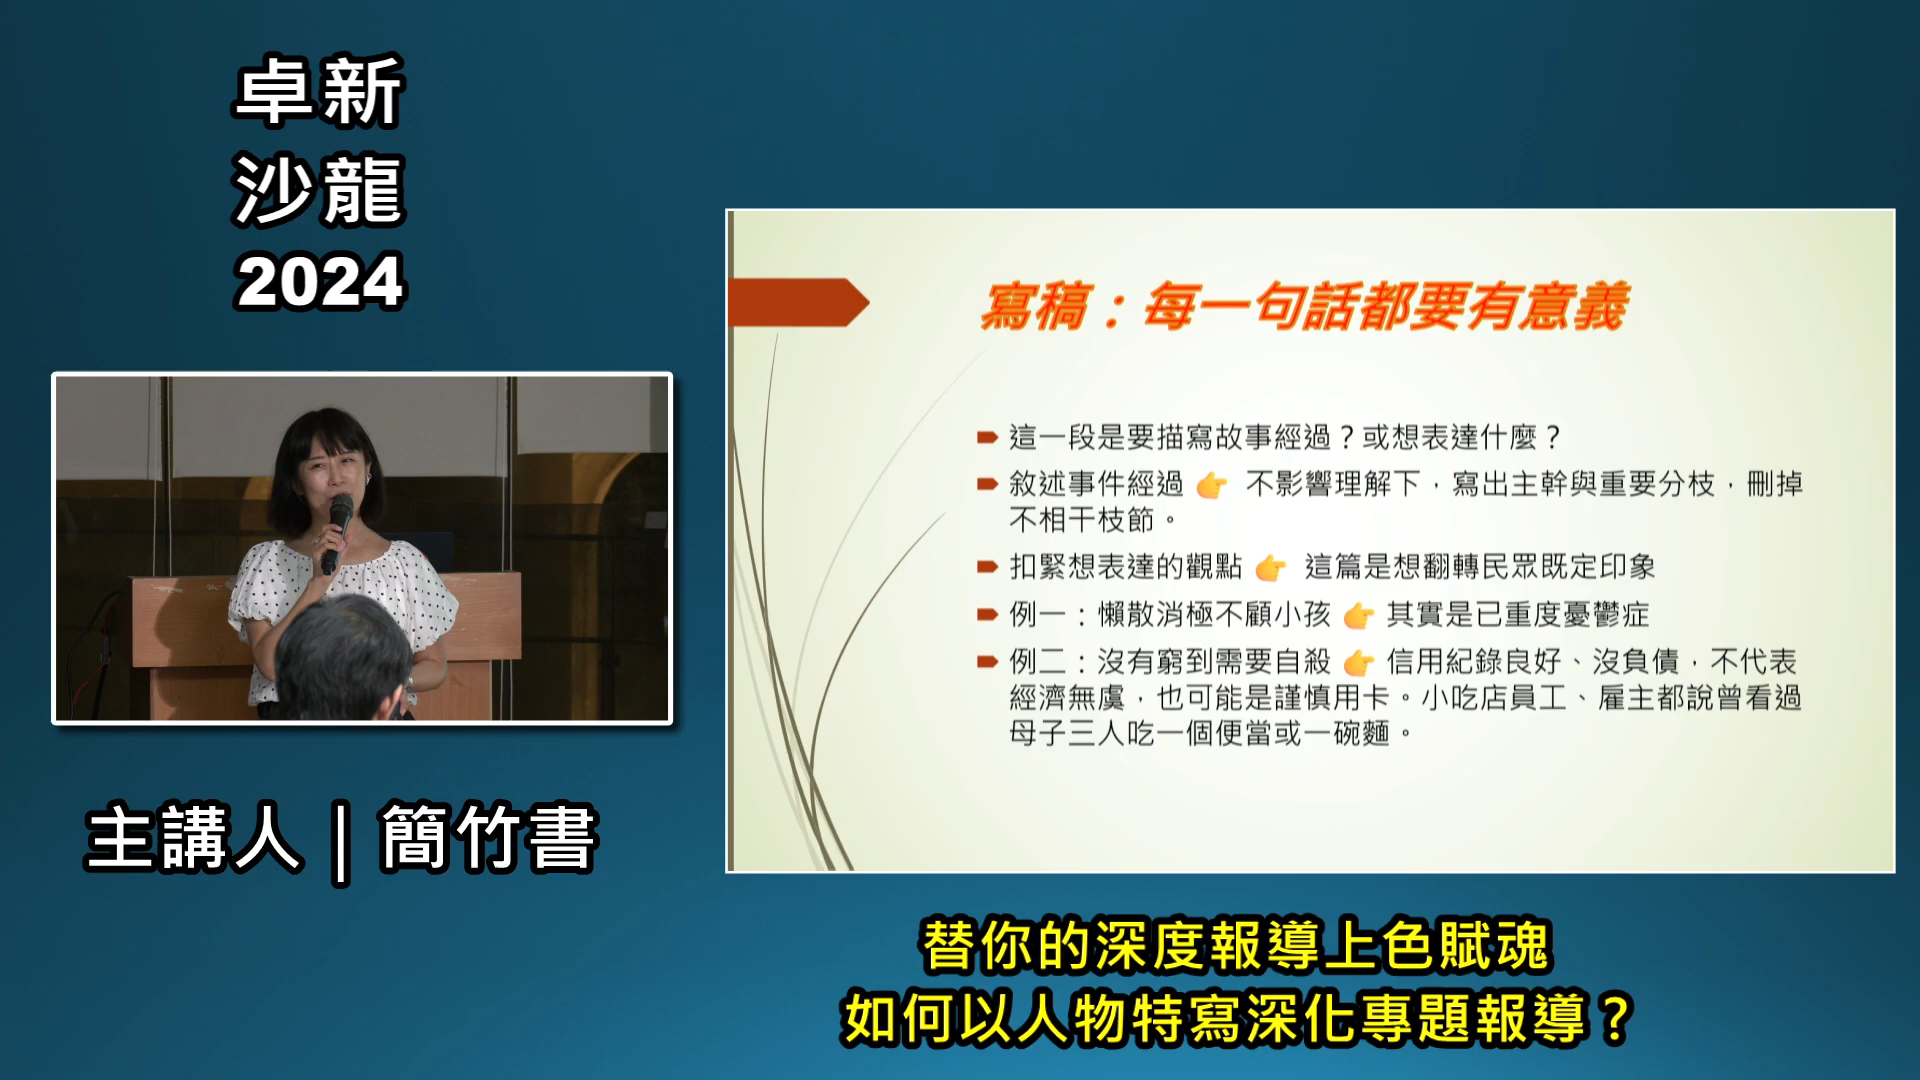 卓新
沙龍
2024
主講人｜簡竹書
寫稿：每一句話都要有意義
這一段是要描寫故事經過？或想表達什麼？
敘述事件經過 👉 不影響理解下，寫出主幹與重要分枝，刪掉
不相干枝節。
扣緊想表達的觀點 👉 這篇是想翻轉民眾既定印象
例一：懶散消極不顧小孩 👉 其實是已重度憂鬱症
例二：沒有窮到需要自殺 👉 信用紀錄良好、沒負債，不代表
經濟無虞，也可能是謹慎用卡。小吃店員工、雇主都說曾看過
母子三人吃一個便當或一碗麵。
替你的深度報導上色賦魂
如何以人物特寫深化專題報導？